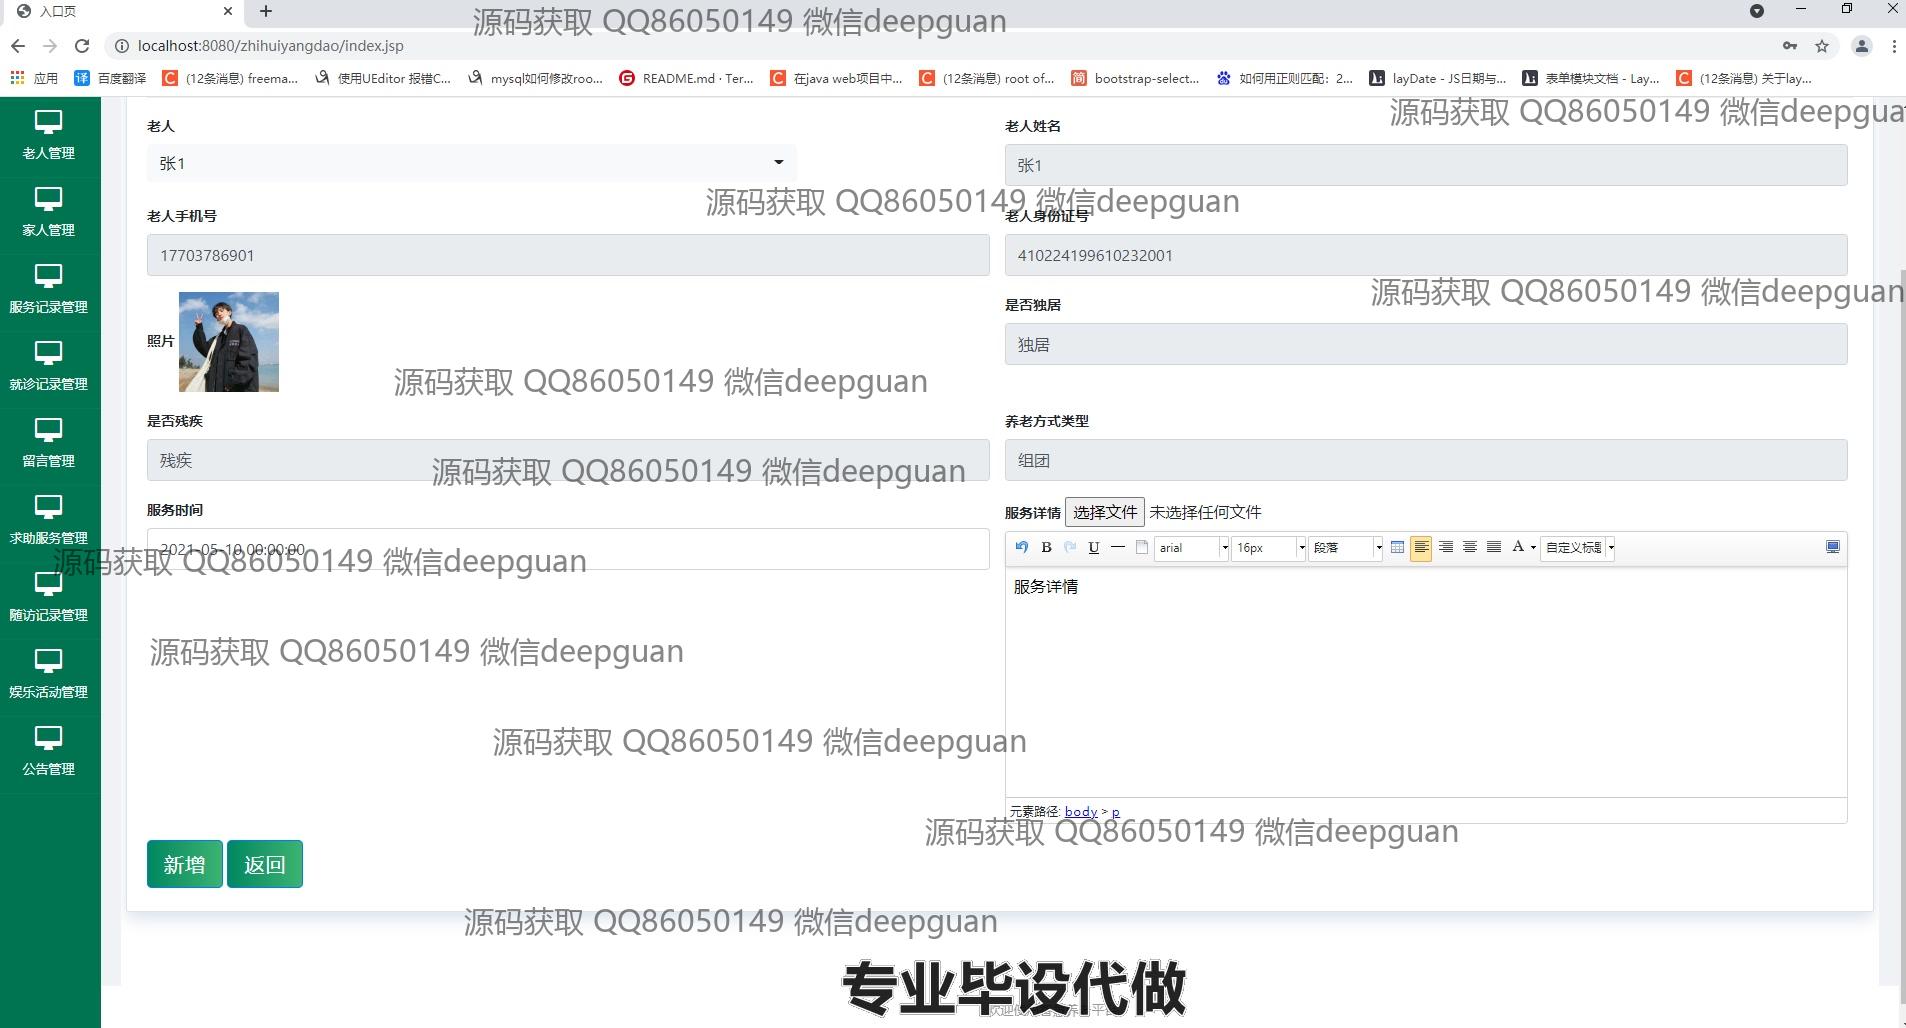 入口页
源码获取 QQ86050149 微信deepguan
localhost:8080/zhihuiyangdao/index.jsp
应用 百度翻译 (12条消息) freema... 使用UEditor 报错C... mysql如何修改roo... README.md · Ter... 在java web项目中... (12条消息) root of... bootstrap-select... 如何用正则匹配：2... layDate - JS日期与... 表单模块文档 - Lay... (12条消息) 关于lay...
源码获取 QQ86050149 微信deepgua
老人管理
家人管理
服务记录管理
就诊记录管理
留言管理
求助服务管理
随访记录管理
娱乐活动管理
公告管理
老人 老人姓名
张1 张1
源码获取 QQ86050149 微信deepguan
老人手机号 老人身份证号
17703786901 410224199610232001
源码获取 QQ86050149 微信deepguan
照片 是否独居
独居
源码获取 QQ86050149 微信deepguan
是否残疾 养老方式类型
残疾 组团
源码获取 QQ86050149 微信deepguan
服务时间 服务详情 选择文件 未选择任何文件
2021-05-10 00:00:00 B U arial 16px 段落 A 自定义标题
源码获取 QQ86050149 微信deepguan
服务详情
源码获取 QQ86050149 微信deepguan
源码获取 QQ86050149 微信deepguan
元素路径: body > p
源码获取 QQ86050149 微信deepguan
新增 返回
源码获取 QQ86050149 微信deepguan
专业毕设代做